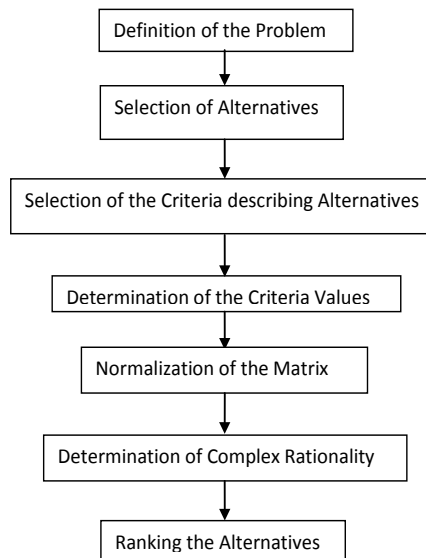 Definition of the Problem
Selection of Alternatives
Selection of the Criteria describing Alternatives
Determination of the Criteria Values
Normalization of the Matrix
Determination of Complex Rationality
Ranking the Alternatives